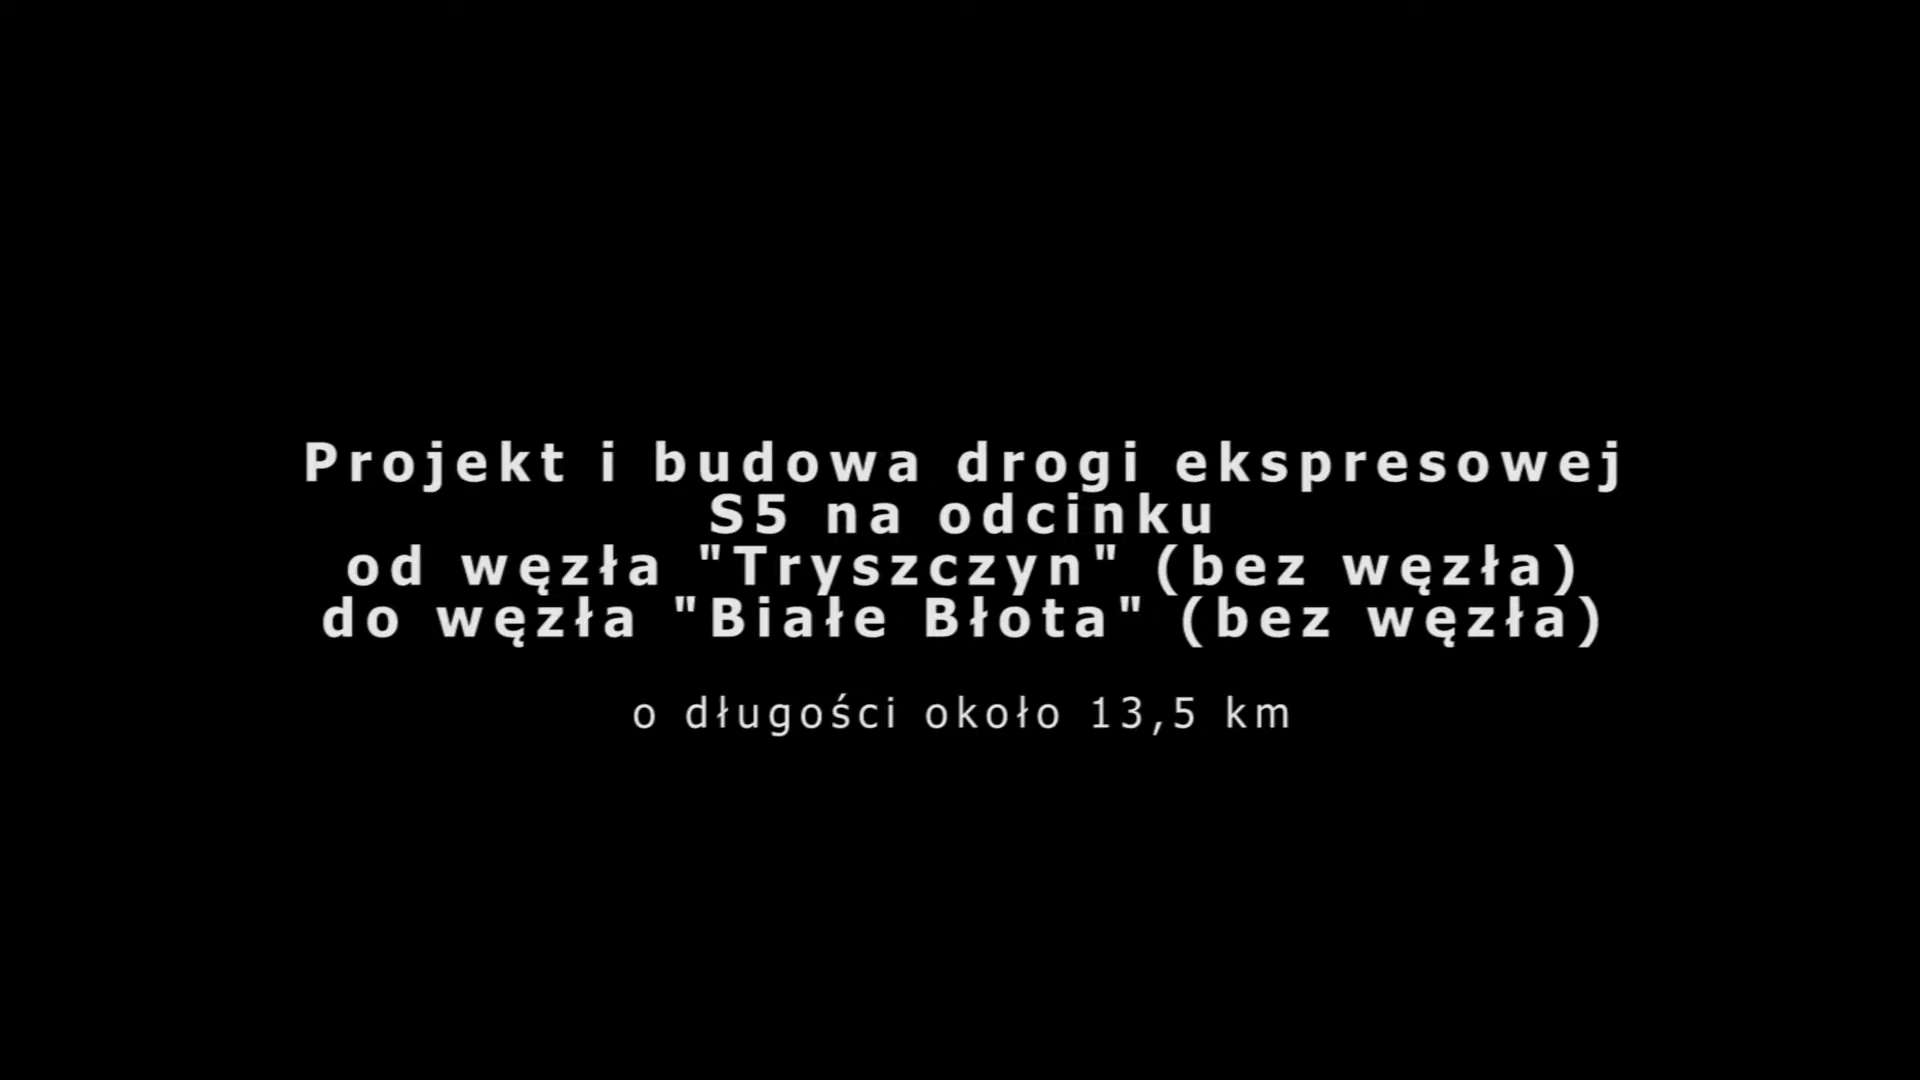 Projekt i budowa drogi ekspresowej
S5 na odcinku
od węzła "Tryszczyn" (bez węzła)
do węzła "Białe Błota" (bez węzła)
o długości około 13,5 km